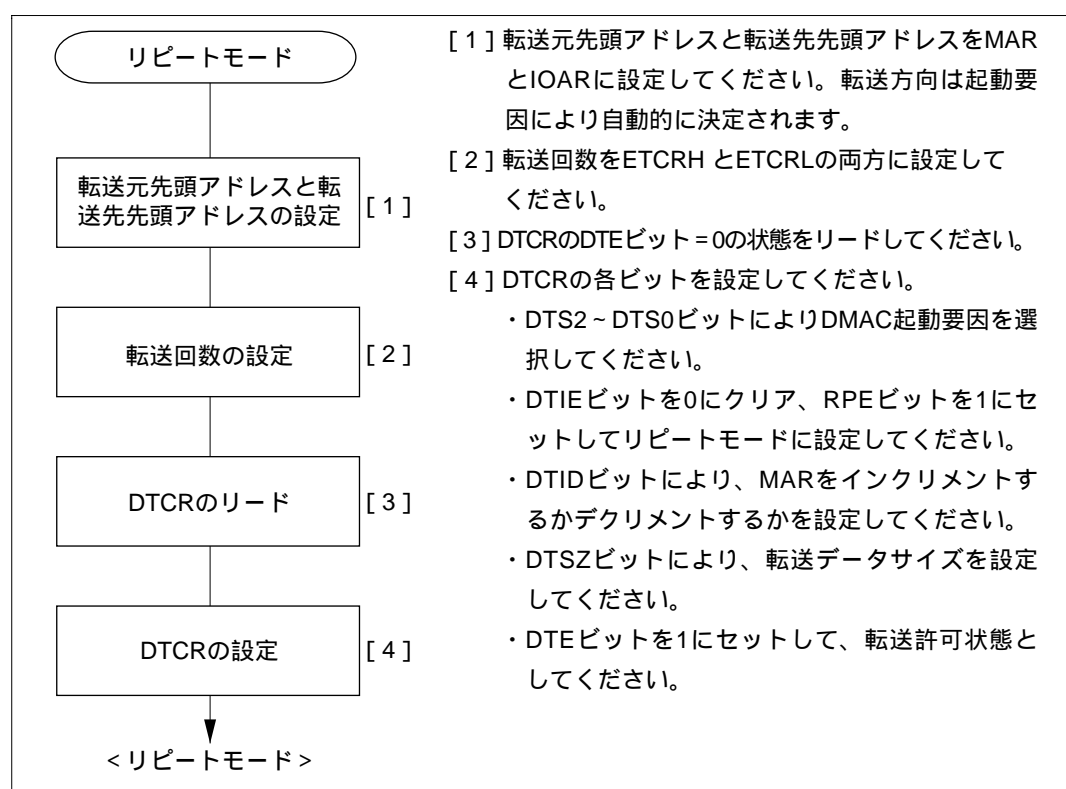 リピートモード
転送元先頭アドレスと転
送先先頭アドレスの設定
[1]
転送回数の設定
[2]
DTCRのリード
[3]
DTCRの設定
[4]
<リピートモード>
[1]転送元先頭アドレスと転送先先頭アドレスをMAR
とIOARに設定してください。転送方向は起動要
因により自動的に決定されます。
[2]転送回数をETCRH とETCRLの両方に設定して
ください。
[3]DTCRのDTEビット=0の状態をリードしてください。
[4]DTCRの各ビットを設定してください。
・DTS2~DTS0ビットによりDMAC起動要因を選
択してください。
・DTIEビットを0にクリア、RPEビットを1にセ
ットしてリピートモードに設定してください。
・DTIDビットにより、MARをインクリメントす
るかデクリメントするかを設定してください。
・DTSZビットにより、転送データサイズを設定
してください。
・DTEビットを1にセットして、転送許可状態と
してください。